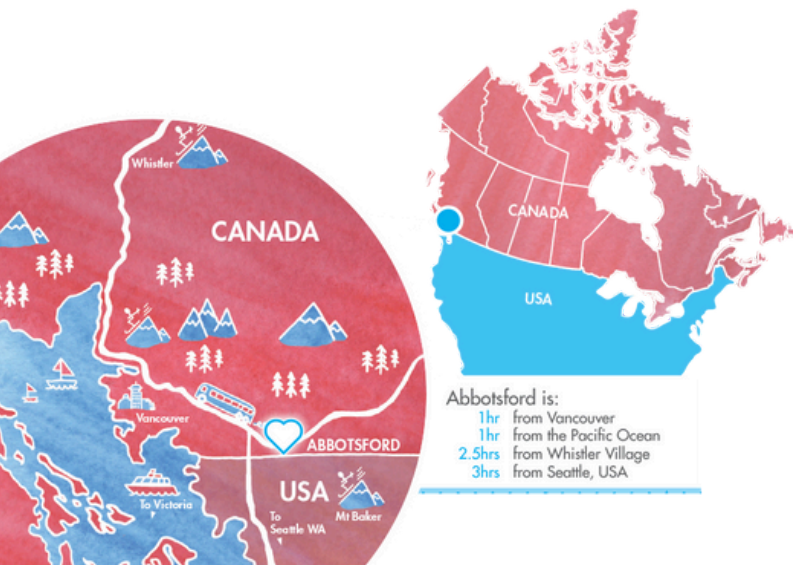 Whistler
CANADA
Vancouver
ABBOTSFORD
To Victoria
USA
Mt Baker
To
Seattle WA
CANADA
USA
Abbotsford is:
1hr from Vancouver
1hr from the Pacific Ocean
2.5hrs from Whistler Village
3hrs from Seattle, USA